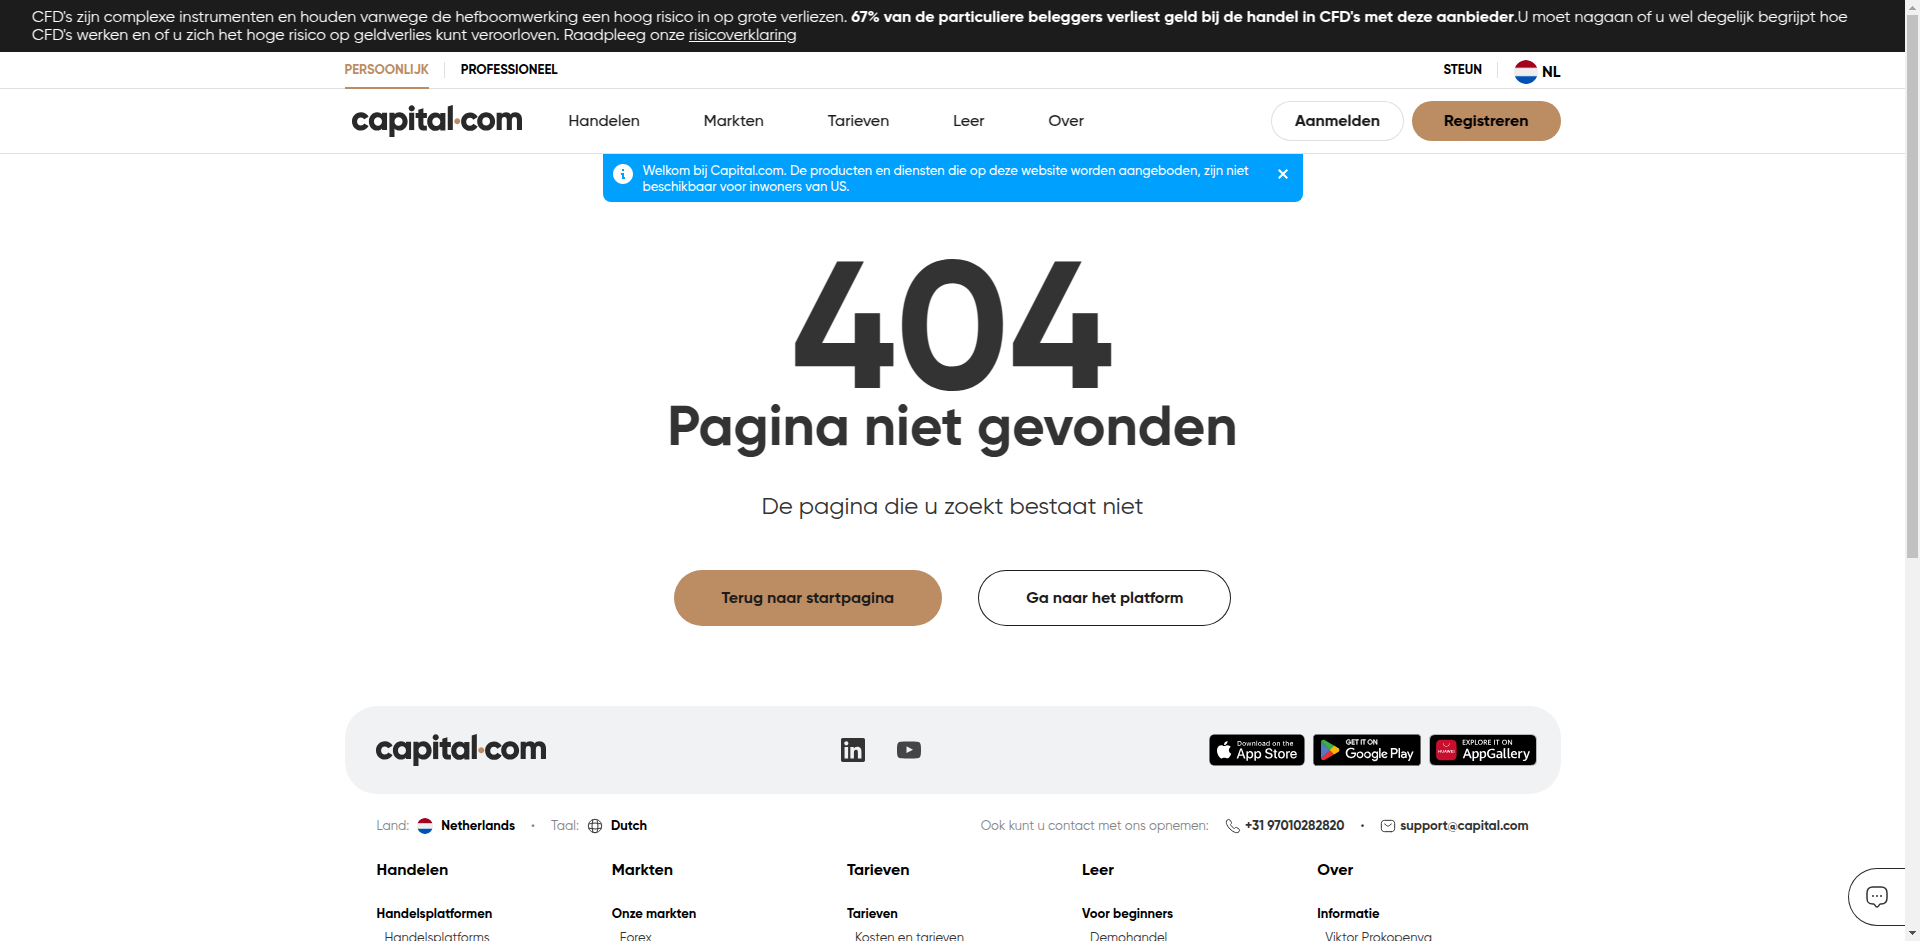 CFD's zijn complexe instrumenten en houden vanwege de hefboomwerking een hoog risico in op grote verliezen. 67% van de particuliere beleggers verliest geld bij de handel in CFD's met deze aanbieder.U moet nagaan of u wel degelijk begrijpt hoe
CFD's werken en of u zich het hoge risico op geldverlies kunt veroorloven. Raadpleeg onze risicoverklaring
PERSOONLIJK PROFESSIONEEL STEUN NL
capital.com Handelen Markten Tarieven Leer Over Aanmelden Registreren
Welkom bij Capital.com. De producten en diensten die op deze website worden aangeboden, zijn niet
beschikbaar voor inwoners van US.
404
Pagina niet gevonden
De pagina die u zoekt bestaat niet
Terug naar startpagina Ga naar het platform
capital.com Download on the App Store GET IT ON Google Play HUAWEI EXPLORE IT ON AppGallery
Land: Netherlands • Taal: Dutch Ook kunt u contact met ons opnemen: +31 97010282820 • support@capital.com
Handelen Markten Tarieven Leer Over
Handelsplatformen Onze markten Tarieven Voor beginners Informatie
Handelsplatforms Forex Kosten en tarieven Demohandel Viktor Prokopenya